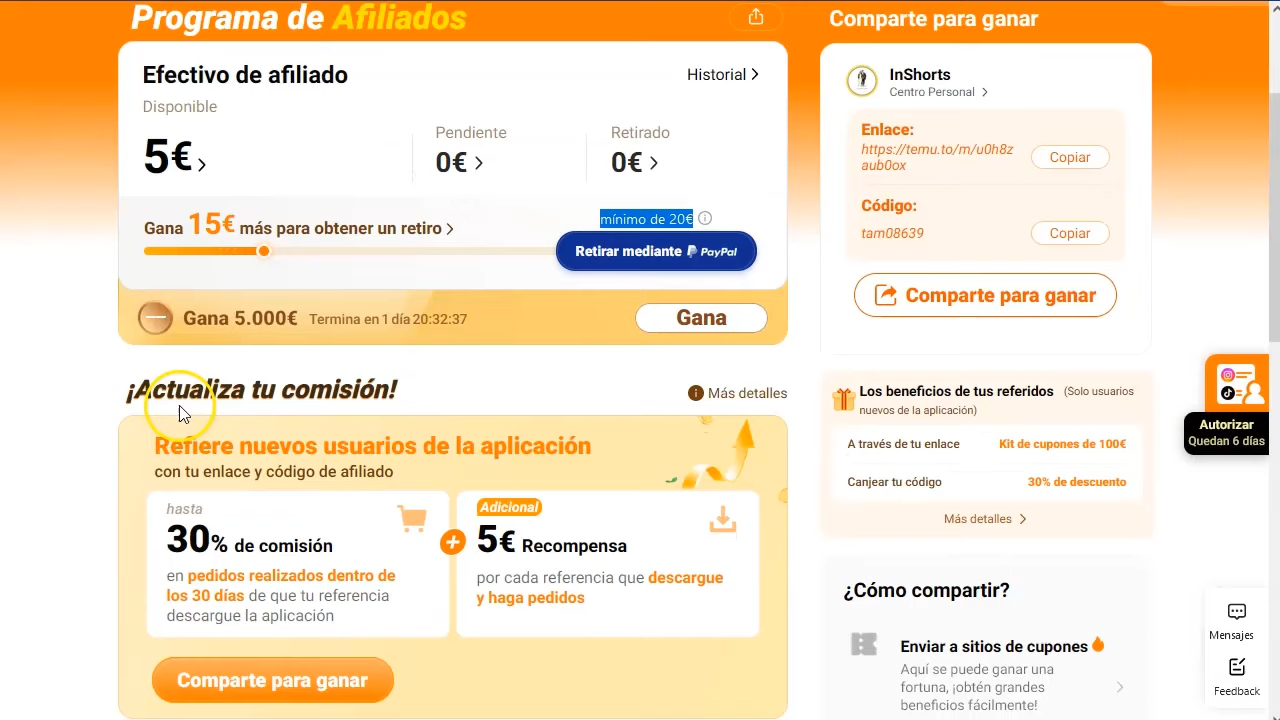 Programa de Afiliados
Efectivo de afiliado
Historial
Disponible
5€
Pendiente
0€
Retirado
0€
Gana 15€ más para obtener un retiro
mínimo de 20€
Retirar mediante PayPal
Gana 5.000€ Termina en 1 día 20:32:37
Gana
¡Actualiza tu comisión!
Más detalles
Refiere nuevos usuarios de la aplicación
con tu enlace y código de afiliado
hasta
30% de comisión
en pedidos realizados dentro de
los 30 días de que tu referencia
descargue la aplicación
Adicional
5€ Recompensa
por cada referencia que descargue
y haga pedidos
Comparte para ganar
Comparte para ganar
InShorts
Centro Personal
Enlace:
https://temu.to/m/u0h8z
aub0ox
Copiar
Código:
tam08639
Copiar
Comparte para ganar
Los beneficios de tus referidos (Solo usuarios
nuevos de la aplicación)
A través de tu enlace Kit de cupones de 100€
Canjear tu código 30% de descuento
Más detalles
¿Cómo compartir?
Enviar a sitios de cupones
Aquí se puede ganar una
fortuna, ¡obtén grandes
beneficios fácilmente!
Autorizar
Quedan 6 días
Mensajes
Feedback